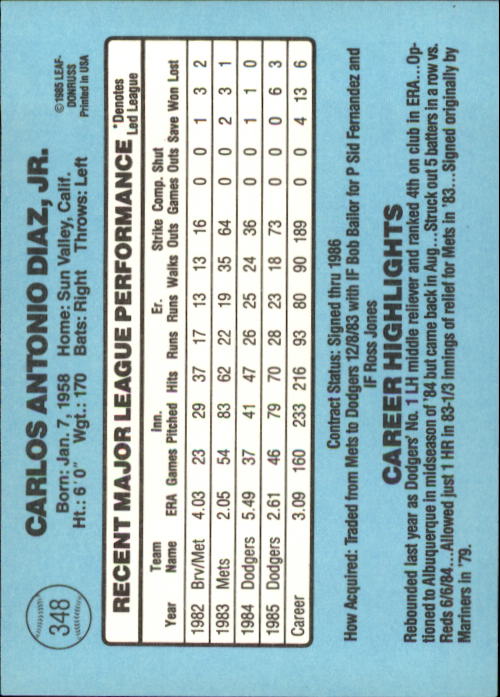 348
CARLOS ANTONIO DIAZ, JR.
Born: Jan. 7, 1958 Home: Sun Valley, Calif.
Ht.: 6'0" Wgt.: 170 Bats: Right Throws: Left
©1985 LEAF-
DONRUSS
Printed in USA
RECENT MAJOR LEAGUE PERFORMANCE
*Denotes
Led League
Year Team Name ERA Games Inn. Pitched Hits Runs Er. Runs Walks Strike Outs Comp. Games Shut Outs Save Won Lost
1982 Brv/Met 4.03 23 29 37 17 13 13 16 0 0 1 3 2
1983 Mets 2.05 54 83 62 22 19 35 64 0 0 2 3 1
1984 Dodgers 5.49 37 41 47 26 25 24 36 0 0 1 1 0
1985 Dodgers 2.61 46 79 70 28 23 18 73 0 0 0 6 3
Career 3.09 160 233 216 93 80 90 189 0 0 4 13 6
Contract Status: Signed thru 1986
How Acquired: Traded from Mets to Dodgers 12/8/83 with IF Bob Bailor for P Sid Fernandez and
IF Ross Jones
CAREER HIGHLIGHTS
Rebounded last year as Dodgers' No. 1 LH middle reliever and ranked 4th on club in ERA...Op-
tioned to Albuquerque in midseason of '84 but came back in Aug...Struck out 5 batters in a row vs.
Reds 6/6/84...Allowed just 1 HR in 83-1/3 innings of relief for Mets in '83...Signed originally by
Mariners in '79.